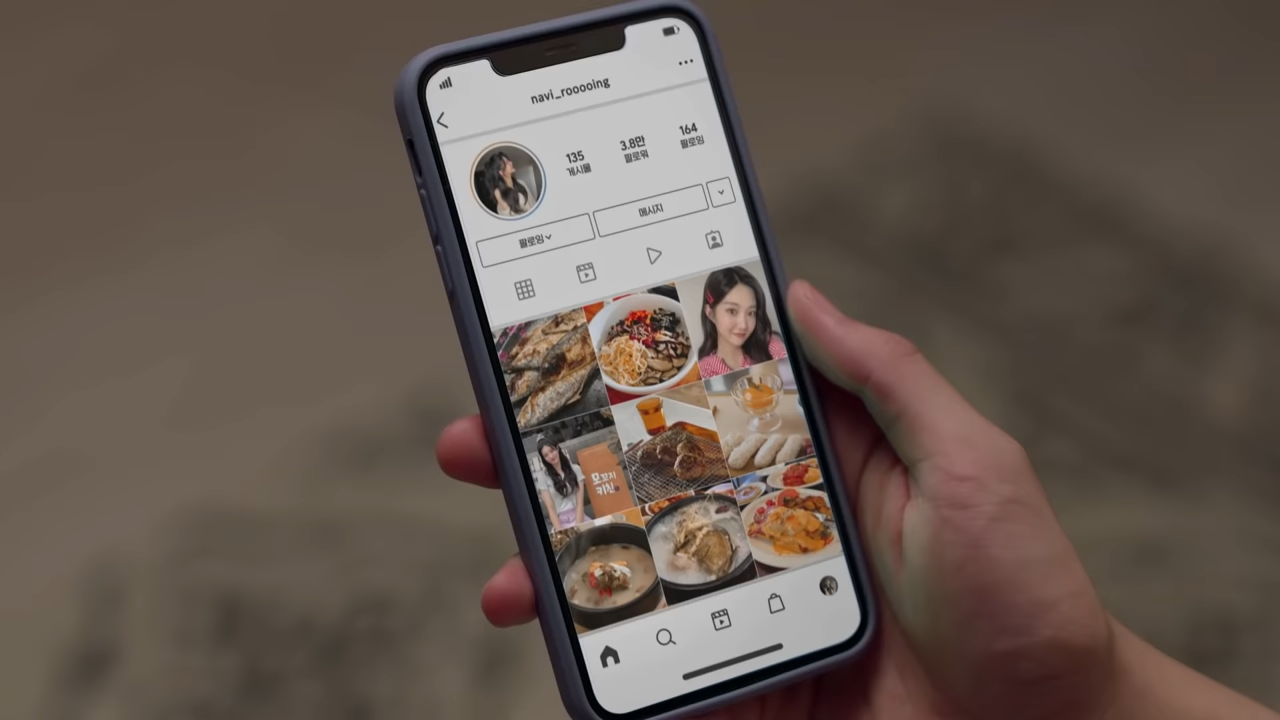 navi_rooooing
135
게시물
3.8만
팔로워
164
팔로잉
팔로잉
메시지
모꼬지
키친